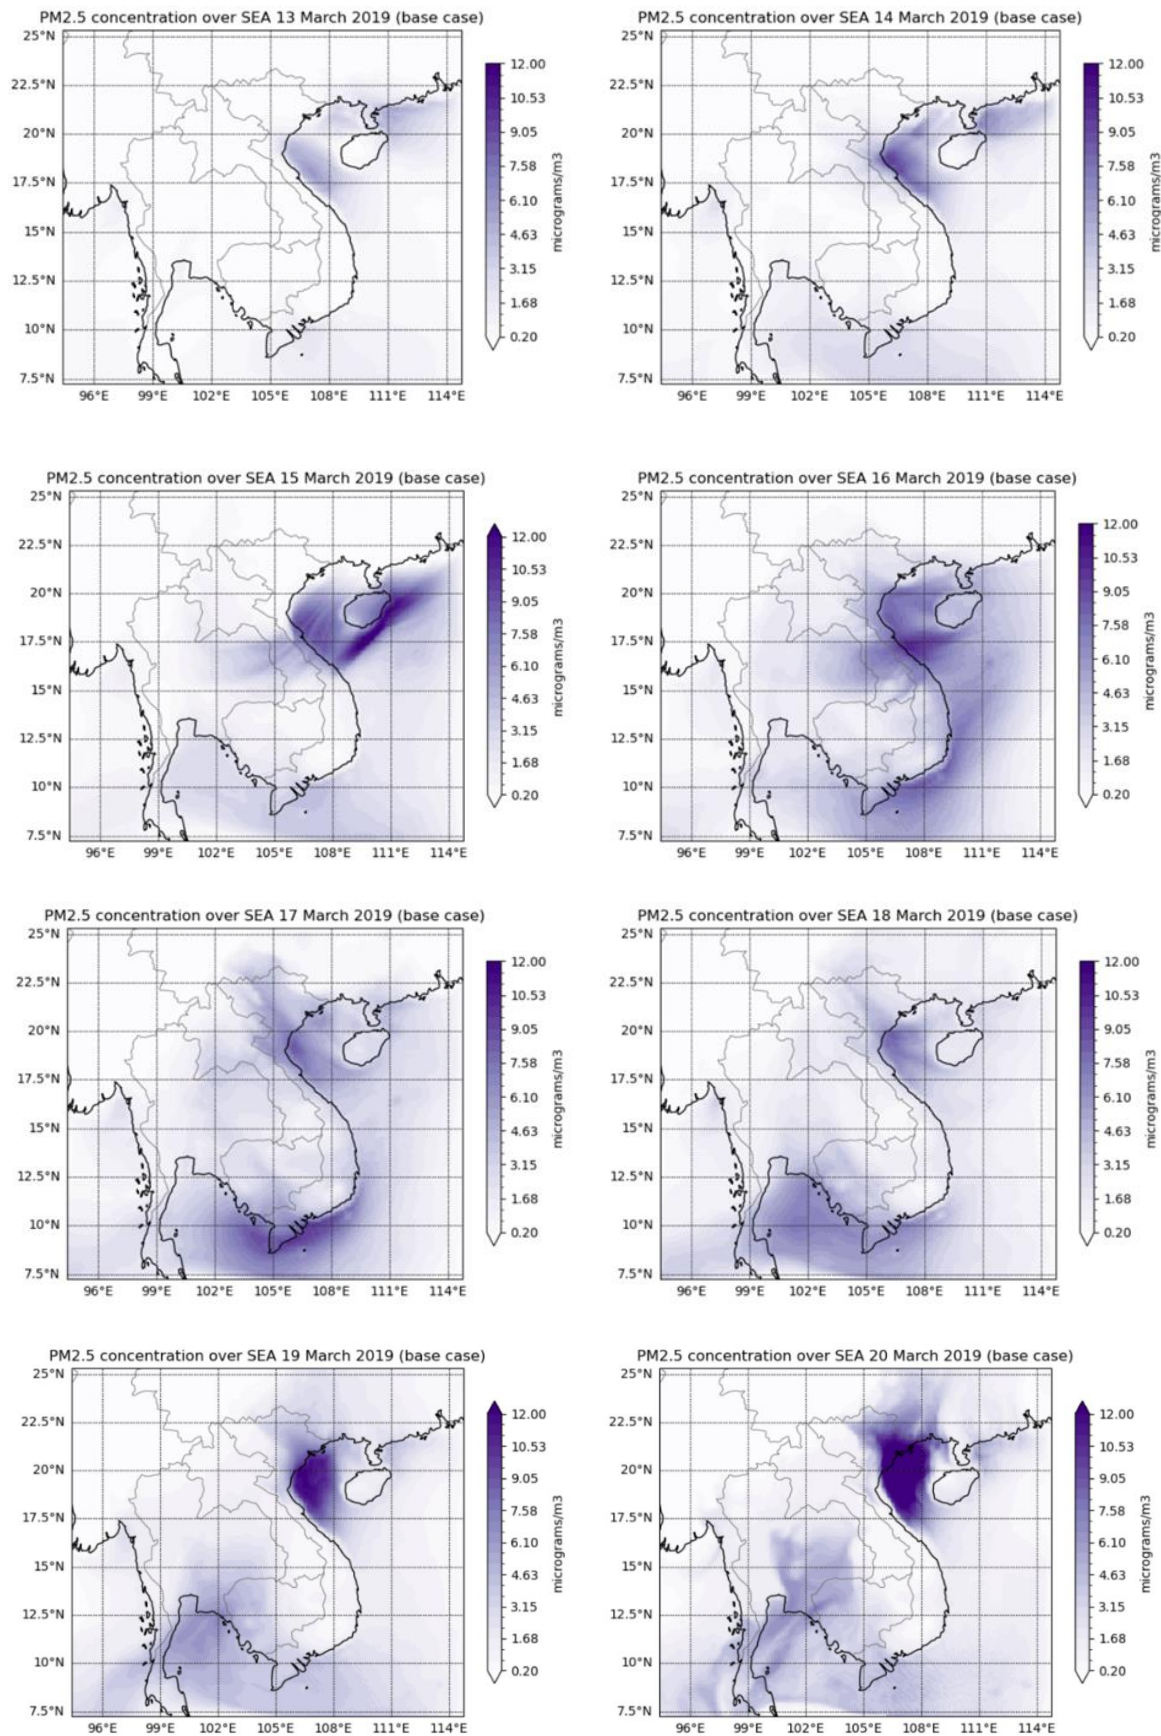 PM2.5 concentration over SEA 13 March 2019 (base case)
25°N
22.5°N
20°N
17.5°N
15°N
12.5°N
10°N
7.5°N
96°E 99°E 102°E 105°E 108°E 111°E 114°E
12.00
10.53
9.05
7.58
6.10
4.63
3.15
1.68
0.20
micrograms/m3
PM2.5 concentration over SEA 14 March 2019 (base case)
25°N
22.5°N
20°N
17.5°N
15°N
12.5°N
10°N
7.5°N
96°E 99°E 102°E 105°E 108°E 111°E 114°E
12.00
10.53
9.05
7.58
6.10
4.63
3.15
1.68
0.20
micrograms/m3
PM2.5 concentration over SEA 15 March 2019 (base case)
25°N
22.5°N
20°N
17.5°N
15°N
12.5°N
10°N
7.5°N
96°E 99°E 102°E 105°E 108°E 111°E 114°E
12.00
10.53
9.05
7.58
6.10
4.63
3.15
1.68
0.20
micrograms/m3
PM2.5 concentration over SEA 16 March 2019 (base case)
25°N
22.5°N
20°N
17.5°N
15°N
12.5°N
10°N
7.5°N
96°E 99°E 102°E 105°E 108°E 111°E 114°E
12.00
10.53
9.05
7.58
6.10
4.63
3.15
1.68
0.20
micrograms/m3
PM2.5 concentration over SEA 17 March 2019 (base case)
25°N
22.5°N
20°N
17.5°N
15°N
12.5°N
10°N
7.5°N
96°E 99°E 102°E 105°E 108°E 111°E 114°E
12.00
10.53
9.05
7.58
6.10
4.63
3.15
1.68
0.20
micrograms/m3
PM2.5 concentration over SEA 18 March 2019 (base case)
25°N
22.5°N
20°N
17.5°N
15°N
12.5°N
10°N
7.5°N
96°E 99°E 102°E 105°E 108°E 111°E 114°E
12.00
10.53
9.05
7.58
6.10
4.63
3.15
1.68
0.20
micrograms/m3
PM2.5 concentration over SEA 19 March 2019 (base case)
25°N
22.5°N
20°N
17.5°N
15°N
12.5°N
10°N
7.5°N
96°E 99°E 102°E 105°E 108°E 111°E 114°E
12.00
10.53
9.05
7.58
6.10
4.63
3.15
1.68
0.20
micrograms/m3
PM2.5 concentration over SEA 20 March 2019 (base case)
25°N
22.5°N
20°N
17.5°N
15°N
12.5°N
10°N
7.5°N
96°E 99°E 102°E 105°E 108°E 111°E 114°E
12.00
10.53
9.05
7.58
6.10
4.63
3.15
1.68
0.20
micrograms/m3